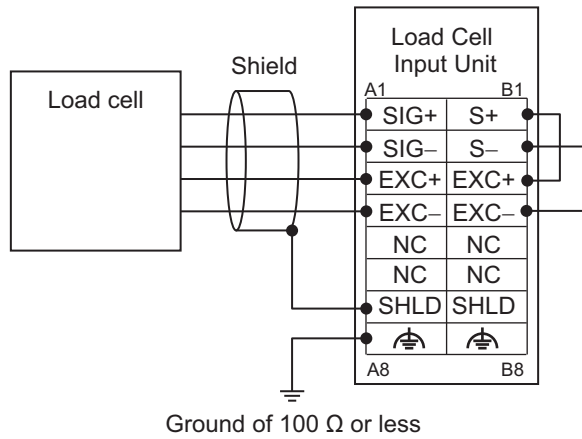 Load Cell
Input Unit
Shield
Load cell
A1 B1
SIG+ S+
SIG– S–
EXC+ EXC+
EXC– EXC–
NC NC
NC NC
SHLD SHLD
A8 B8
Ground of 100 Ω or less